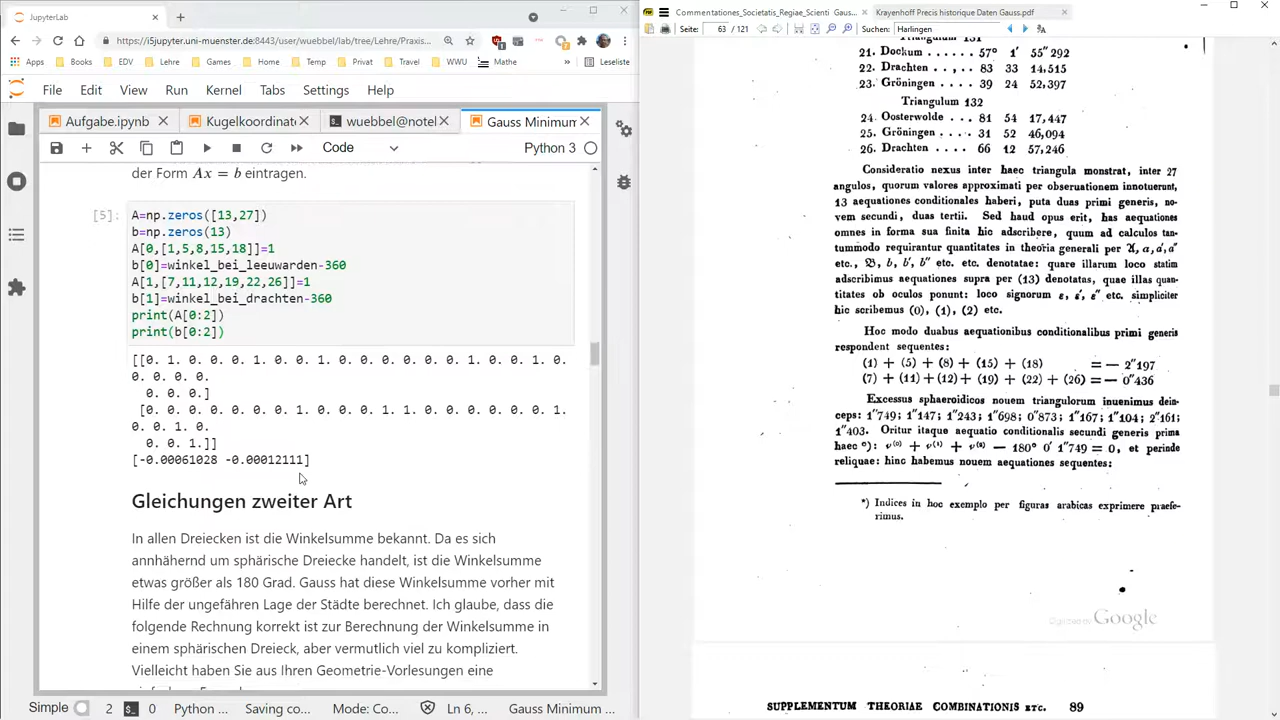 JupyterLab
https://15jupyter.uni-muenster.de:8443/user/wuebbel/lab/tree/Lehre/Praxis...
Apps
Books
EDV
Lehre
Games
Home
Temp
Privat
Travel
WWU
Mathe
Leseliste
File Edit View Run Kernel Tabs Settings Help
Aufgabe.ipynb
Kugelkoordinate
wuebbel@notel
Gauss Minimum
Code
Python 3
der Form Ax = b eintragen.
[5]:
A=np.zeros([13,27])
b=np.zeros(13)
A[0,[1,5,8,15,18]]=1
b[0]=winkel_bei_leeuwarden-360
A[1,[7,11,12,19,22,26]]=1
b[1]=winkel_bei_drachten-360
print(A[0:2])
print(b[0:2])
[[0. 1. 0. 0. 0. 1. 0. 0. 1. 0. 0. 0. 0. 0. 0. 1. 0. 0. 1. 0.
0. 0. 0. 0.
0. 0. 0.]
[0. 0. 0. 0. 0. 0. 0. 1. 0. 0. 0. 1. 1. 0. 0. 0. 0. 0. 0. 1.
0. 0. 1. 0.
0. 0. 1.]]
[-0.00061028 -0.00012111]
Gleichungen zweiter Art
In allen Dreiecken ist die Winkelsumme bekannt. Da es sich
annhähernd um sphärische Dreiecke handelt, ist die Winkelsumme
etwas größer als 180 Grad. Gauss hat diese Winkelsumme vorher mit
Hilfe der ungefähren Lage der Städte berechnet. Ich glaube, dass die
folgende Rechnung korrekt ist zur Berechnung der Winkelsumme in
einem sphärischen Dreieck, aber vermutlich viel zu kompliziert.
Vielleicht haben Sie aus Ihren Geometrie-Vorlesungen eine
Simple
2
0
Python ...
Saving co...
Mode: Co...
Ln 6, ...
Gauss Minimum ...
Commentationes_Societatis_Regiae_Scienti Gaus...
Krayenhoff Precis historique Daten Gauss.pdf
Seite: 63 / 121
Suchen: Harlingen
Triangulum 131
21. Dockum . . . . . . 57° 1' 55"292
22. Drachten . . , . . 83 33 14,515
23. Gröningen . . . . 39 24 52,397
Triangulum 132
24. Oosterwolde . . . 81 54 17,447
25. Gröningen . . . . 31 52 46,094
26. Drachten . . . . 66 12 57,246
Consideratio nexus inter haec triangula monstrat, inter 27
angulos, quorum valores approximati per obseruationem innotuerunt,
13 aequationes conditionales haberi, puta duas primi generis, no-
vem secundi, duas tertii. Sed haud opus erit, has aequationes
omnes in forma sua finita hic adscribere, quum ad calculos tan-
tummodo requirantur quantitates in theoria generali per 𝔄, a, a', a"
etc., 𝔅, b, b', b" etc. etc. denotatae: quare illarum loco statim
adscribimus aequationes supra per (13) denotatas, quae illas quan-
titates ob oculos ponunt: loco signorum ε, ε', ε" etc. simpliciter
hic scribemus (0), (1), (2) etc.
Hoc modo duabus aequationibus conditionalibus primi generis
respondent sequentes:
(1) + (5) + (8) + (15) + (18) = — 2"197
(7) + (11) + (12) + (19) + (22) + (26) = — 0"436
Excessus sphaeroidicos nouem triangulorum inuenimus dein-
ceps: 1"749; 1"147; 1"243; 1"698; 0"873; 1"167; 1"104; 2"161;
1"403. Oritur itaque aequatio conditionalis secundi generis prima
haec *): v(0) + v(1) + v(2) — 180° 0' 1"749 = 0, et perinde
reliquae: hinc habemus nouem aequationes sequentes:
*) Indices in hoc exemplo per figuras arabicas exprimere praefe-
rimus.
Google
SUPPLEMENTUM THEORIAE COMBINATIONIS ETC. 89